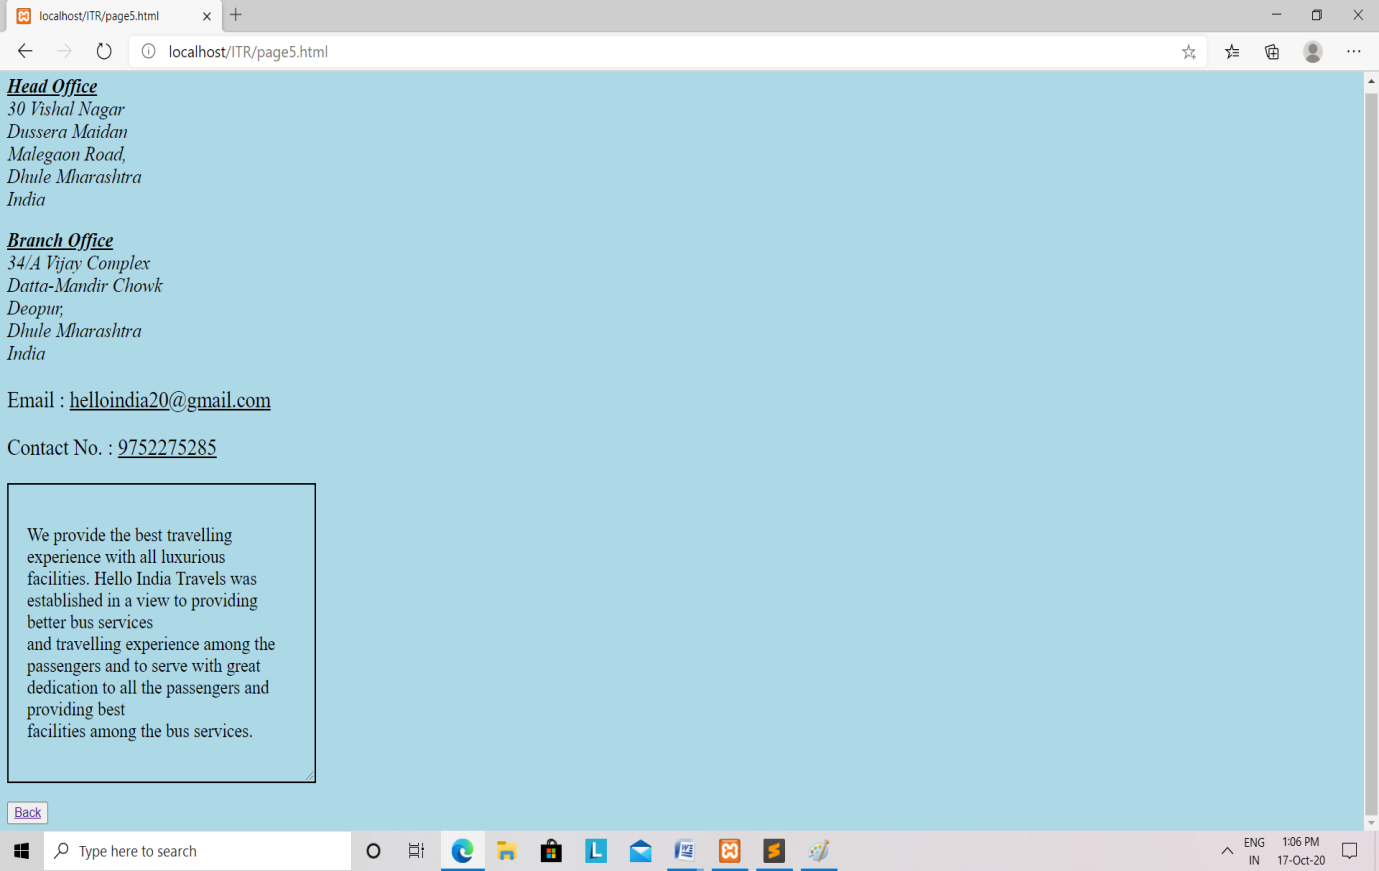 localhost/ITR/page5.html
localhost/ITR/page5.html
Head Office
30 Vishal Nagar
Dussera Maidan
Malegaon Road,
Dhule Mharashtra
India
Branch Office
34/A Vijay Complex
Datta-Mandir Chowk
Deopur,
Dhule Mharashtra
India
Email : helloindia20@gmail.com
Contact No. : 9752275285
We provide the best travelling
experience with all luxurious
facilities. Hello India Travels was
established in a view to providing
better bus services
and travelling experience among the
passengers and to serve with great
dedication to all the passengers and
providing best
facilities among the bus services.
Back
Type here to search
L
W
S
ENG
IN
1:06 PM
17-Oct-20